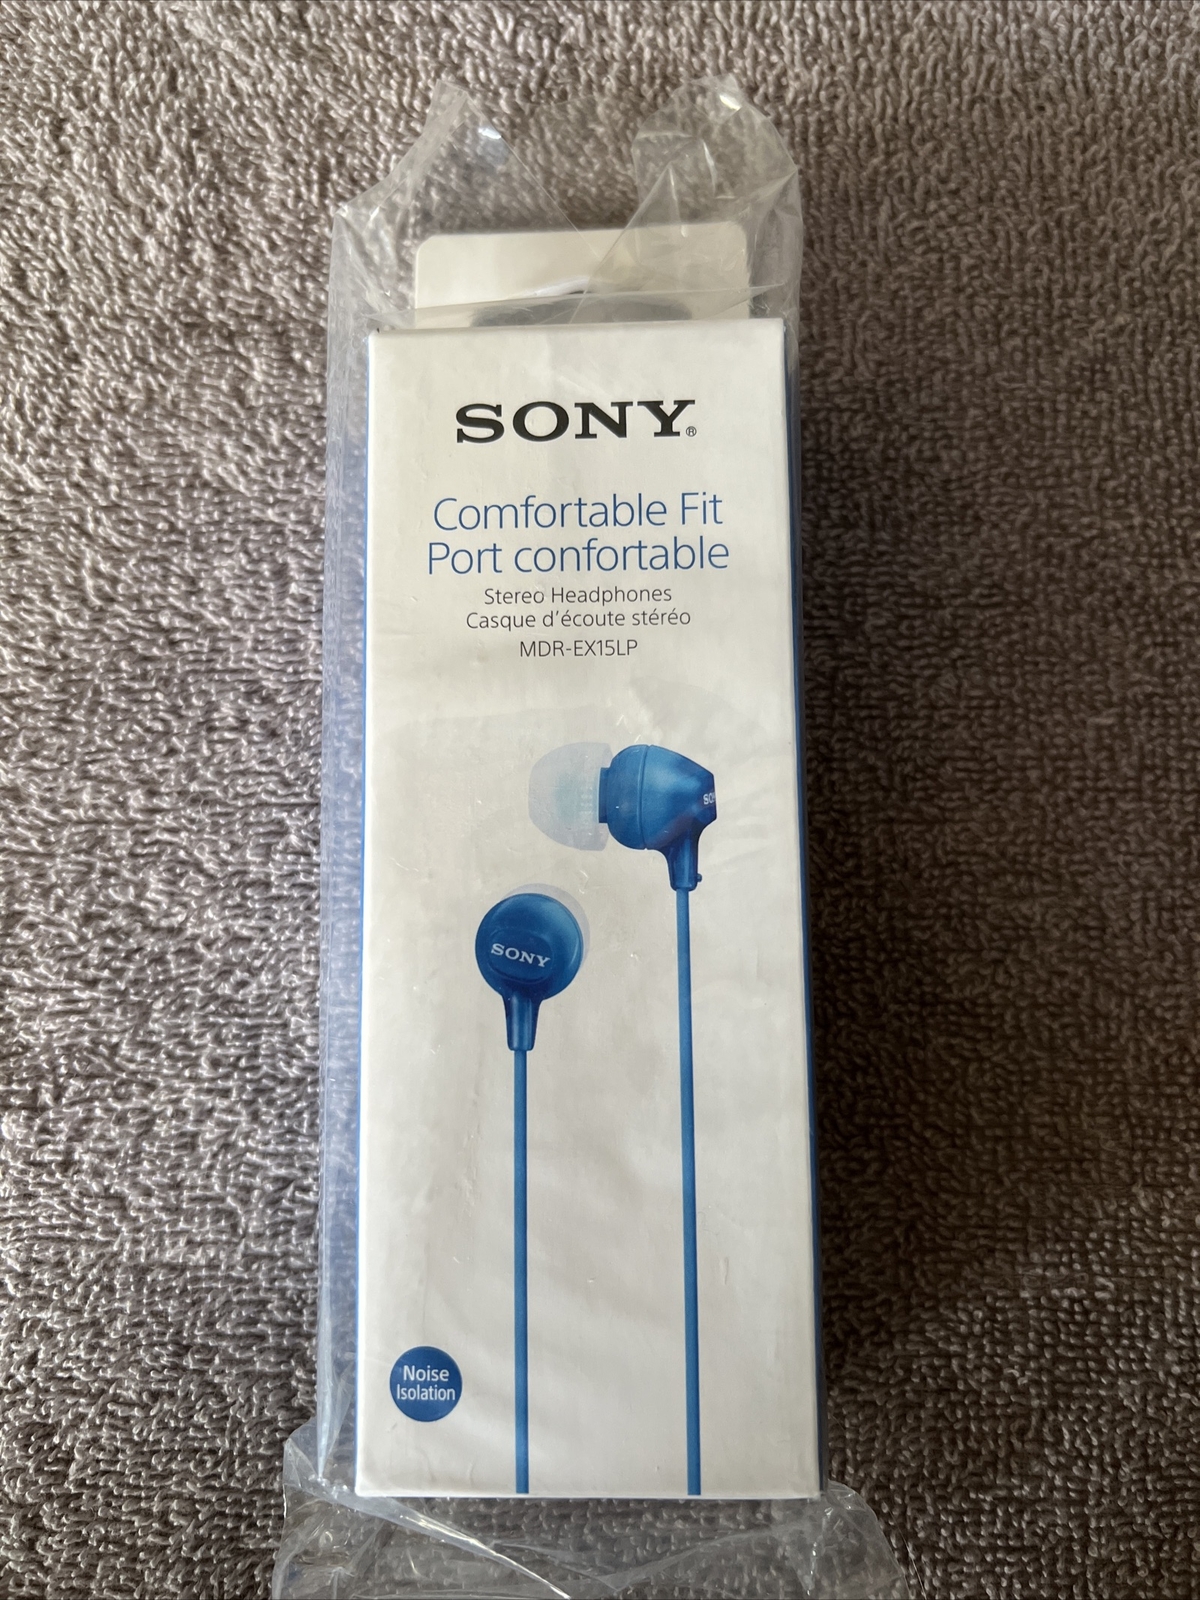 SONY®
Comfortable Fit
Port confortable
Stereo Headphones
Casque d'écoute stéréo
MDR-EX15LP
SONY
Noise
Isolation